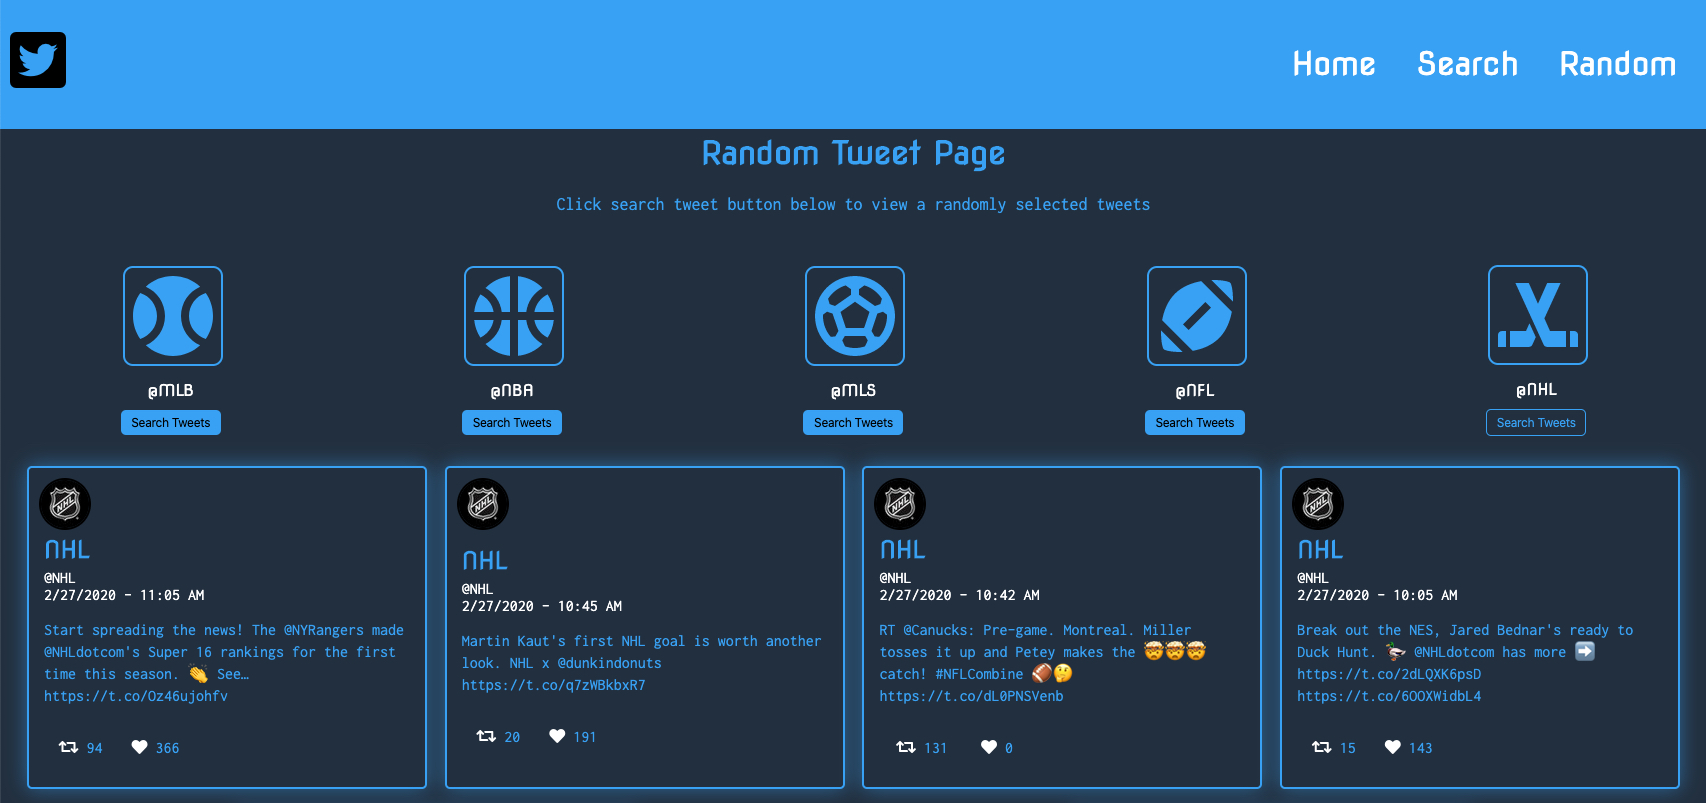 Home Search Random
Random Tweet Page
Click search tweet button below to view a randomly selected tweets
@MLB
Search Tweets
@NBA
Search Tweets
@MLS
Search Tweets
@NFL
Search Tweets
@NHL
Search Tweets
NHL
NHL
@NHL
2/27/2020 - 11:05 AM
Start spreading the news! The @NYRangers made
@NHLdotcom's Super 16 rankings for the first
time this season. 👏 See…
https://t.co/Oz46ujohfv
94 366
NHL
NHL
@NHL
2/27/2020 - 10:45 AM
Martin Kaut's first NHL goal is worth another
look. NHL x @dunkindonuts
https://t.co/q7zWBkbxR7
20 191
NHL
NHL
@NHL
2/27/2020 - 10:42 AM
RT @Canucks: Pre-game. Montreal. Miller
tosses it up and Petey makes the 🤯🤯🤯
catch! #NFLCombine 🏈🤔
https://t.co/dL0PNSVenb
131 0
NHL
NHL
@NHL
2/27/2020 - 10:05 AM
Break out the NES, Jared Bednar's ready to
Duck Hunt. 🦆 @NHLdotcom has more ➡️
https://t.co/2dLQXK6psD
https://t.co/6OOXWidbL4
15 143